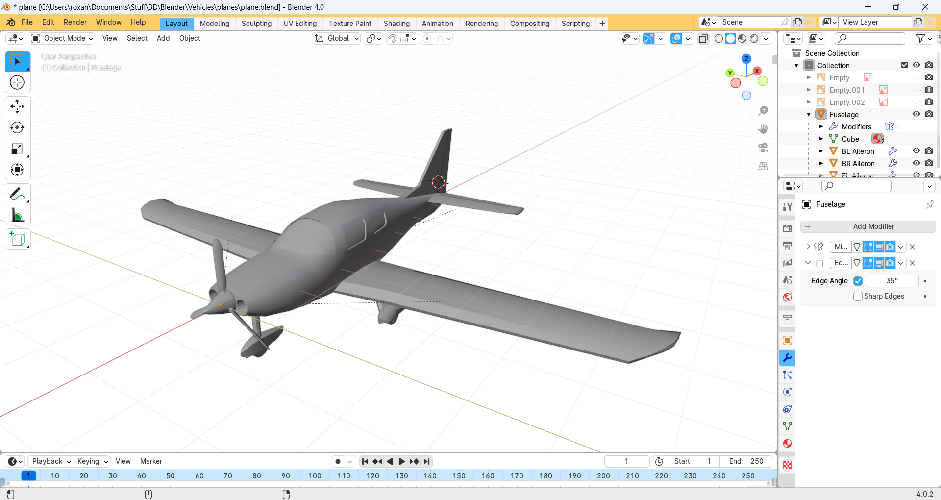 * plane [C:\Users\roxan\Documents\Stuff\DD\Blender\Vehicles\planes\plane.blend] - Blender 4.0
File Edit Render Window Help Layout Modeling Sculpting UV Editing Texture Paint Shading Animation Rendering Compositing Scripting + Scene View Layer
Object Mode View Select Add Object Global
User Perspective
(1) Collection | Fuselage
Z
Y X
Scene Collection
Collection
Empty
Empty.001
Empty.002
Fuselage
Modifiers
Cube
BL Aileron
BR Aileron
Fuselage
Add Modifier
Mi...
Ed...
Edge Angle 35°
Sharp Edges
Playback Keying View Marker 1 Start 1 End 250
1 10 20 30 40 50 60 70 80 90 100 110 120 130 140 150 160 170 180 190 200 210 220 230 240 250
4.0.2